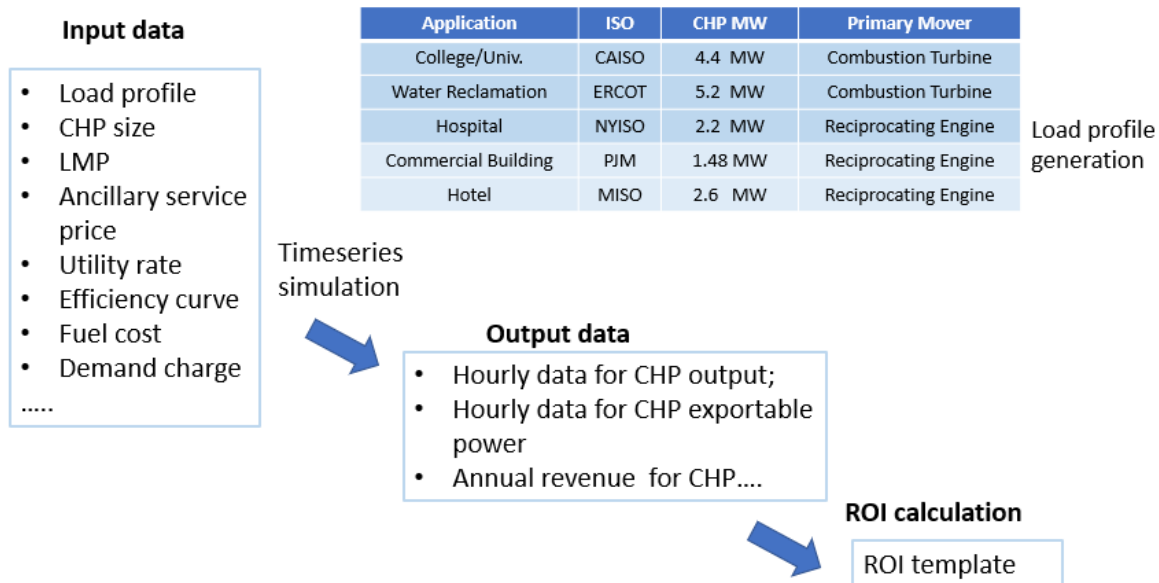 Input data
• Load profile
• CHP size
• LMP
• Ancillary service
price
• Utility rate
• Efficiency curve
• Fuel cost
• Demand charge
.....
Application ISO CHP MW Primary Mover
College/Univ. CAISO 4.4 MW Combustion Turbine
Water Reclamation ERCOT 5.2 MW Combustion Turbine
Hospital NYISO 2.2 MW Reciprocating Engine
Commercial Building PJM 1.48 MW Reciprocating Engine
Hotel MISO 2.6 MW Reciprocating Engine
Load profile
generation
Timeseries
simulation
Output data
• Hourly data for CHP output;
• Hourly data for CHP exportable
power
• Annual revenue for CHP....
ROI calculation
ROI template